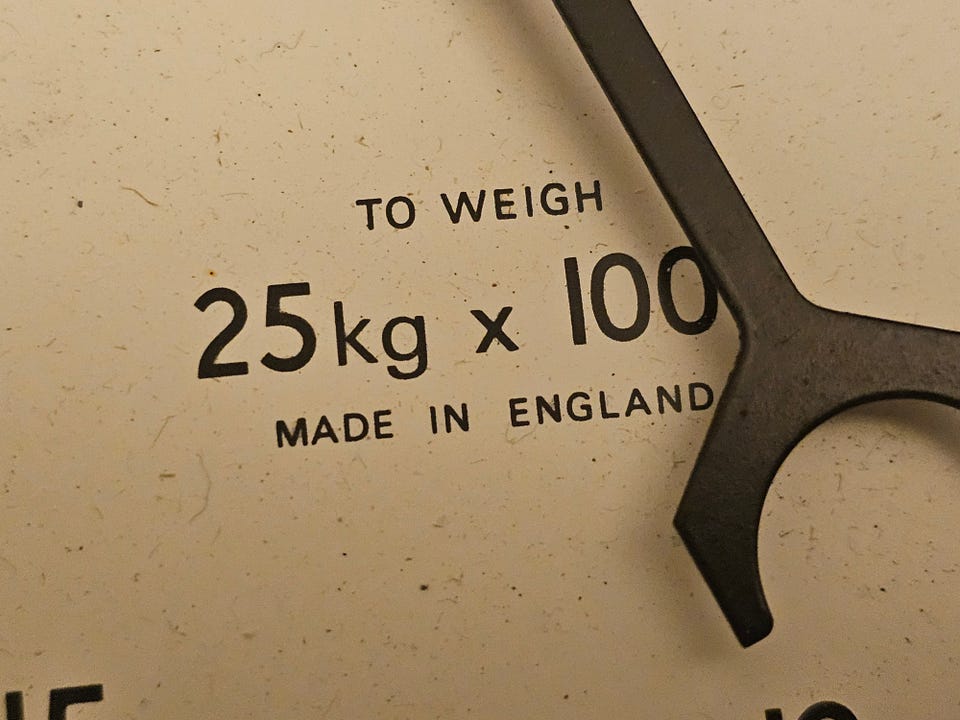 TO WEIGH
25kg x 100
MADE IN ENGLAND